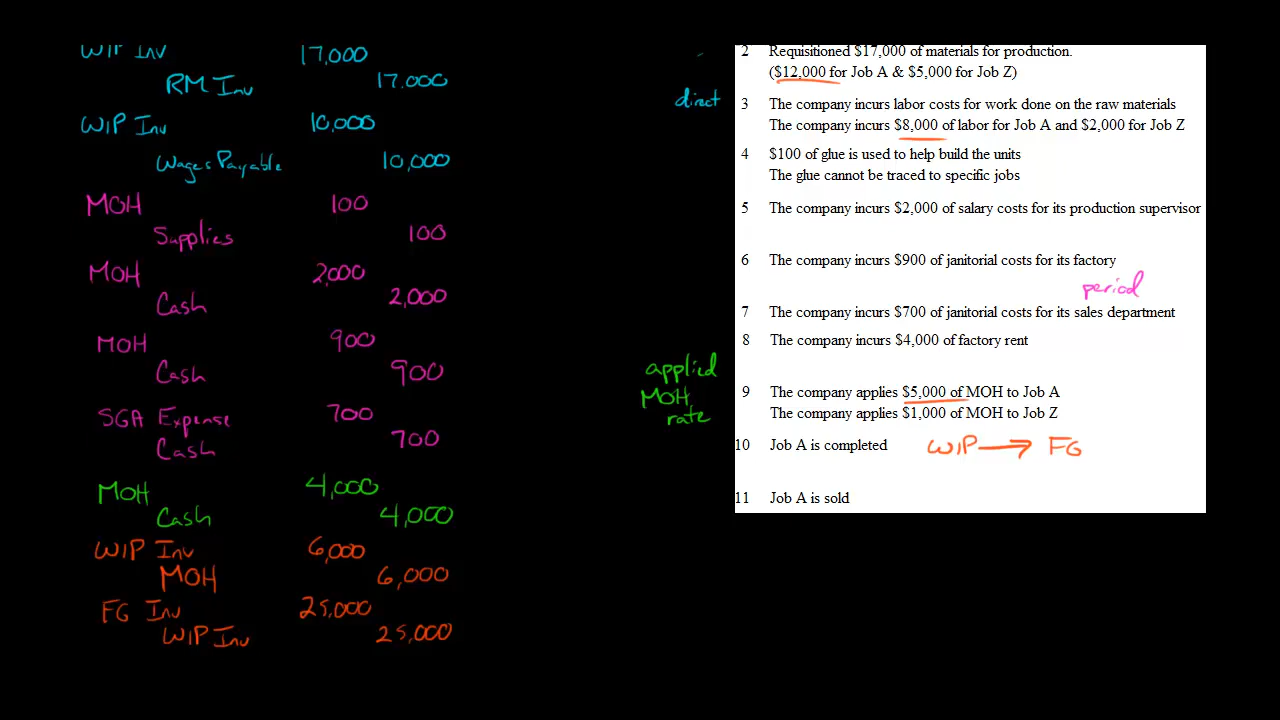 WIP Inv 17,000
RM Inv 17.000
WIP Inv 10,000
Wages Payable 10,000
MOH 100
Supplies 100
MOH 2,000
Cash 2,000
MOH 900
Cash 900
SGA Expense 700
Cash 700
MOH 4,000
Cash 4,000
WIP Inv 6,000
MOH 6,000
FG Inv 25,000
WIP Inv 25,000
direct
applied
MOH
rate
2 Requisitioned $17,000 of materials for production.
($12,000 for Job A & $5,000 for Job Z)
3 The company incurs labor costs for work done on the raw materials
The company incurs $8,000 of labor for Job A and $2,000 for Job Z
4 $100 of glue is used to help build the units
The glue cannot be traced to specific jobs
5 The company incurs $2,000 of salary costs for its production supervisor
6 The company incurs $900 of janitorial costs for its factory
period
7 The company incurs $700 of janitorial costs for its sales department
8 The company incurs $4,000 of factory rent
9 The company applies $5,000 of MOH to Job A
The company applies $1,000 of MOH to Job Z
10 Job A is completed WIP → FG
11 Job A is sold